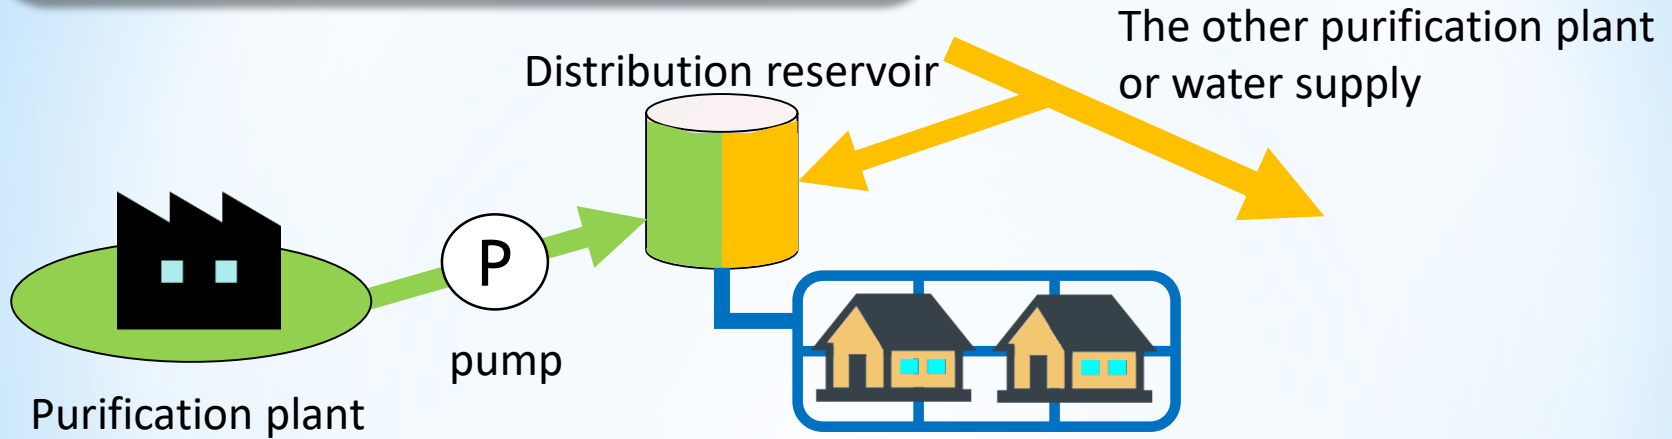 The other purification plant
or water supply
Distribution reservoir
P
pump
Purification plant